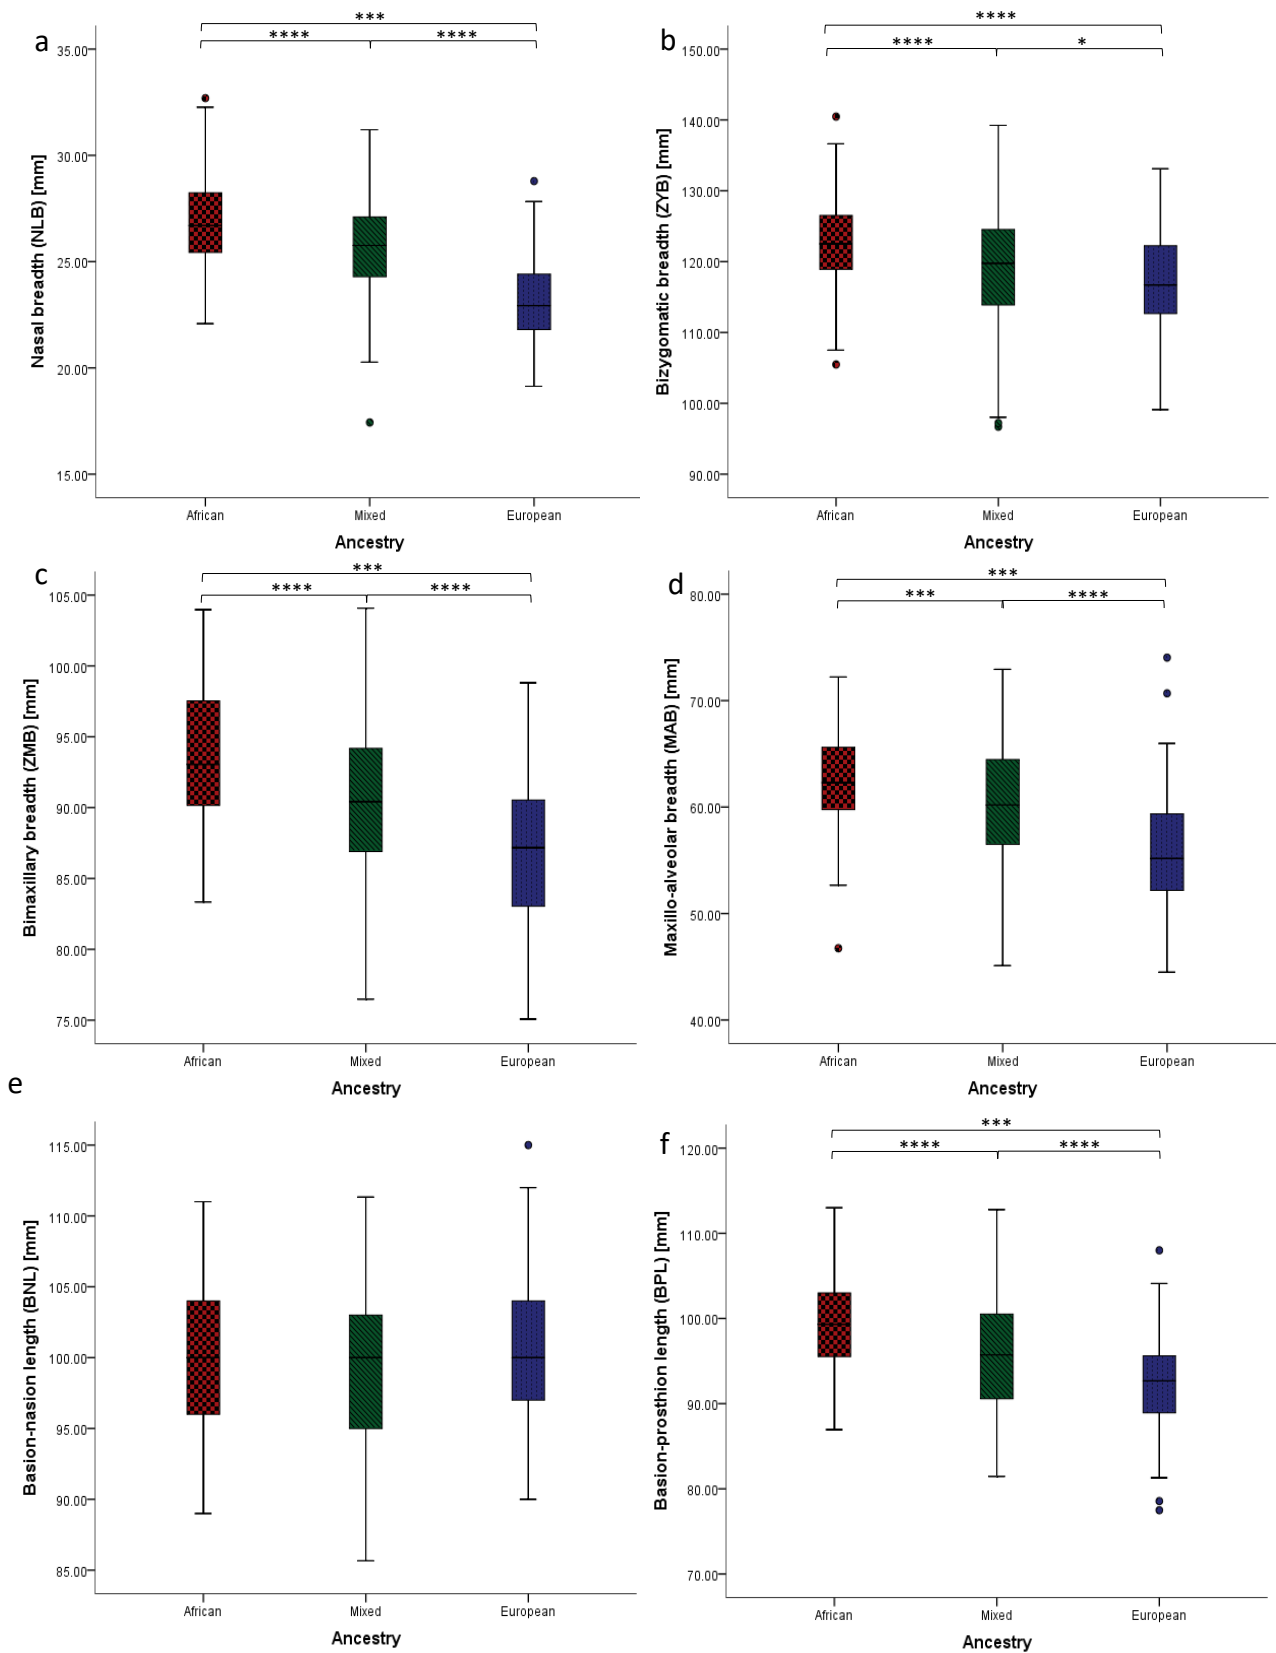 a
***
****
****
35.00
30.00
25.00
20.00
15.00
Nasal breadth (NLB) [mm]
African
Mixed
European
Ancestry
b
****
****
*
150.00
140.00
130.00
120.00
110.00
100.00
90.00
Bizygomatic breadth (ZYB) [mm]
African
Mixed
European
Ancestry
c
***
****
****
105.00
100.00
95.00
90.00
85.00
80.00
75.00
Bimaxillary breadth (ZMB) [mm]
African
Mixed
European
Ancestry
d
***
***
****
80.00
70.00
60.00
50.00
40.00
Maxillo-alveolar breadth (MAB) [mm]
African
Mixed
European
Ancestry
e
115.00
110.00
105.00
100.00
95.00
90.00
85.00
Basion-nasion length (BNL) [mm]
African
Mixed
European
Ancestry
f
***
****
****
120.00
110.00
100.00
90.00
80.00
70.00
Basion-prosthion length (BPL) [mm]
African
Mixed
European
Ancestry